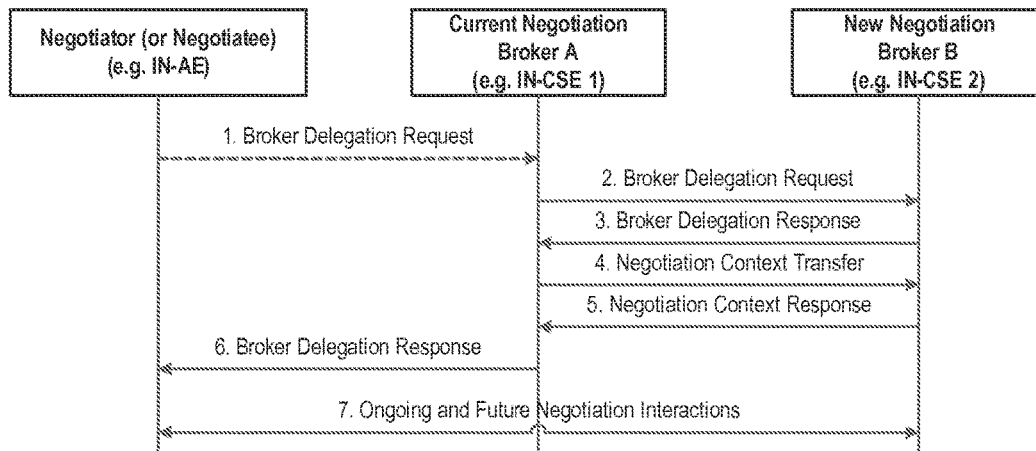 Negotiator (or Negotiatee)
(e.g. IN-AE)
Current Negotiation
Broker A
(e.g. IN-CSE 1)
New Negotiation
Broker B
(e.g. IN-CSE 2)
1. Broker Delegation Request
2. Broker Delegation Request
3. Broker Delegation Response
4. Negotiation Context Transfer
5. Negotiation Context Response
6. Broker Delegation Response
7. Ongoing and Future Negotiation Interactions